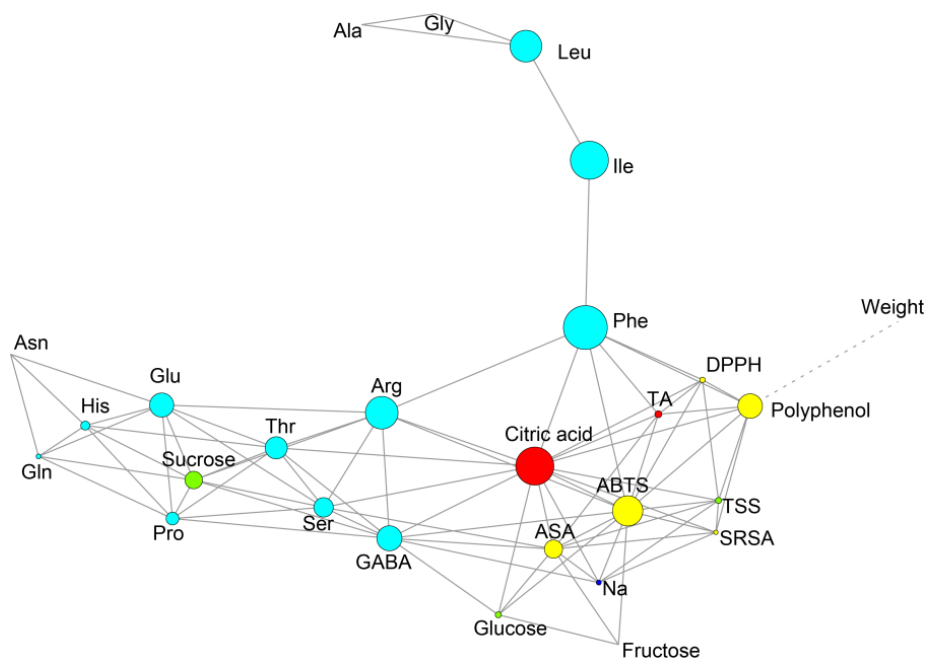 Ala
Gly
Leu
Ile
Phe
Weight
Asn
Glu
DPPH
His
Arg
TA
Polyphenol
Thr
Citric acid
Gln
Sucrose
ABTS
TSS
Pro
Ser
GABA
ASA
SRSA
Na
Glucose
Fructose